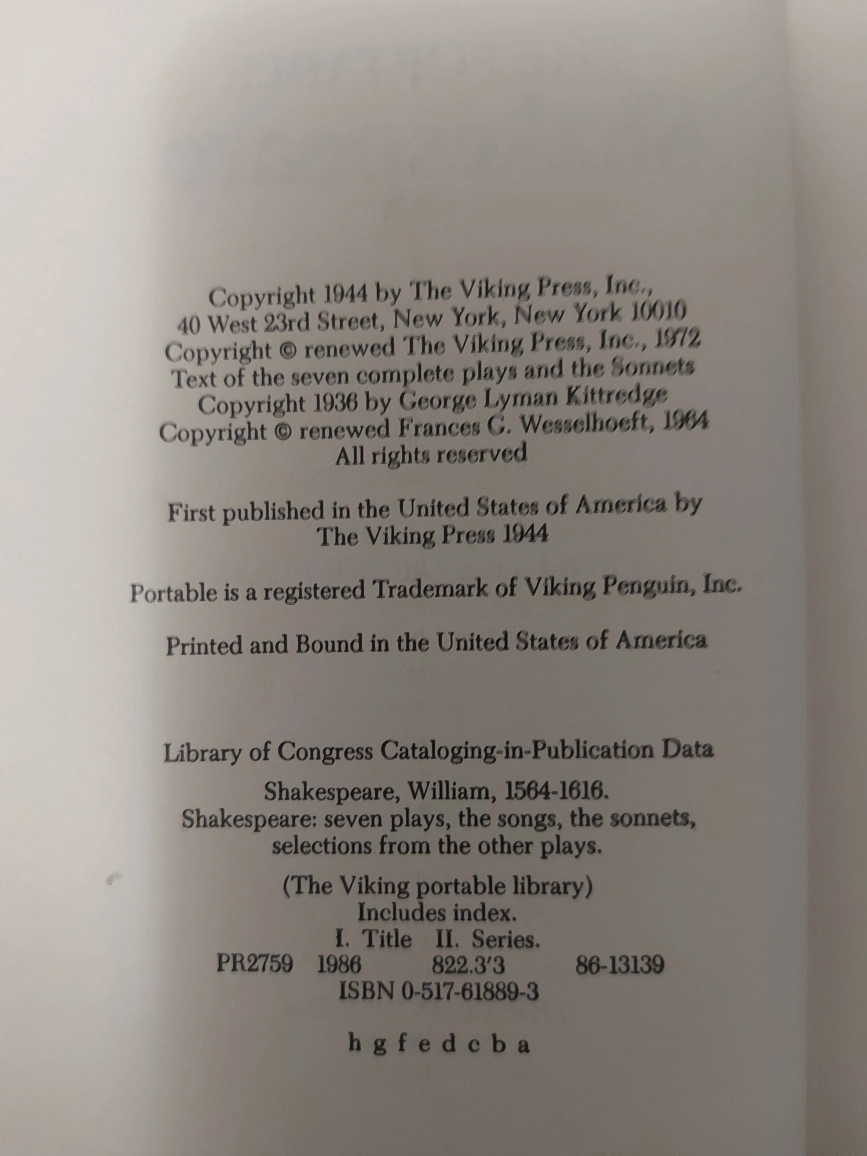 Copyright 1944 by The Viking Press, Inc.,
40 West 23rd Street, New York, New York 10010
Copyright © renewed The Viking Press, Inc., 1972
Text of the seven complete plays and the Sonnets
Copyright 1936 by George Lyman Kittredge
Copyright © renewed Frances G. Wesselhoeft, 1964
All rights reserved
First published in the United States of America by
The Viking Press 1944
Portable is a registered Trademark of Viking Penguin, Inc.
Printed and Bound in the United States of America
Library of Congress Cataloging-in-Publication Data
Shakespeare, William, 1564-1616.
Shakespeare: seven plays, the songs, the sonnets,
selections from the other plays.
(The Viking portable library)
Includes index.
I. Title II. Series.
PR2759 1986 822.3'3 86-13139
ISBN 0-517-61889-3
h g f e d c b a